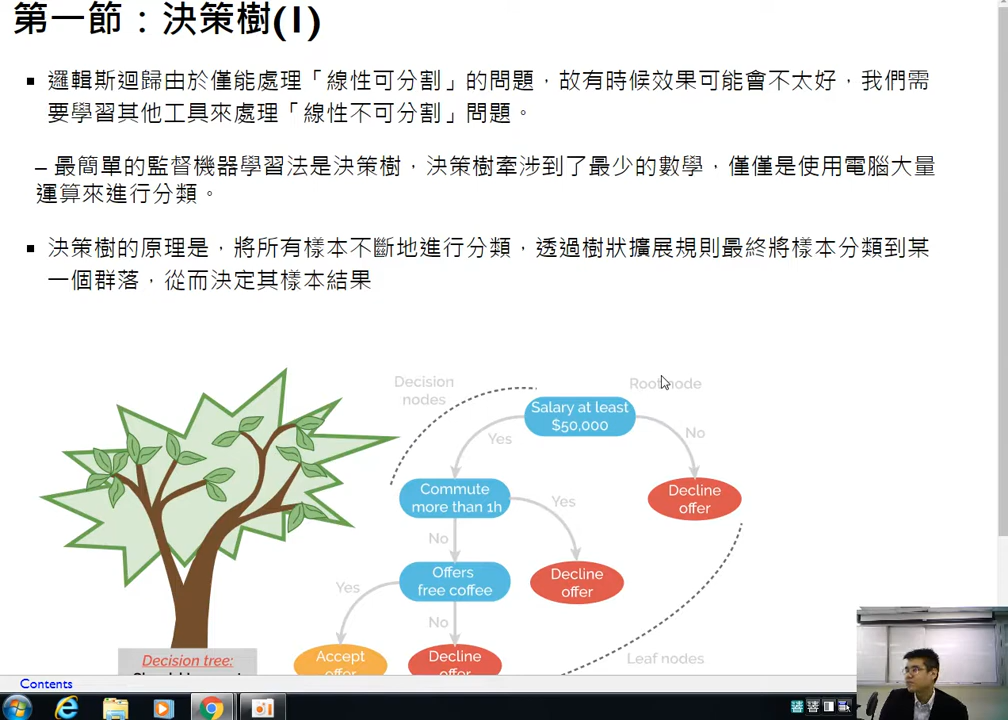 第一節：決策樹(I)
▪ 邏輯斯迴歸由於僅能處理「線性可分割」的問題，故有時候效果可能會不太好，我們需
要學習其他工具來處理「線性不可分割」問題。
– 最簡單的監督機器學習法是決策樹，決策樹牽涉到了最少的數學，僅僅是使用電腦大量
運算來進行分類。
▪ 決策樹的原理是，將所有樣本不斷地進行分類，透過樹狀擴展規則最終將樣本分類到某
一個群落，從而決定其樣本結果
Decision
nodes
Root node
Salary at least
$50,000
Yes
No
Commute
more than 1h
Yes
Decline
offer
No
Offers
free coffee
Decline
offer
Yes
No
Accept
offer
Decline
offer
Leaf nodes
Decision tree:
Contents